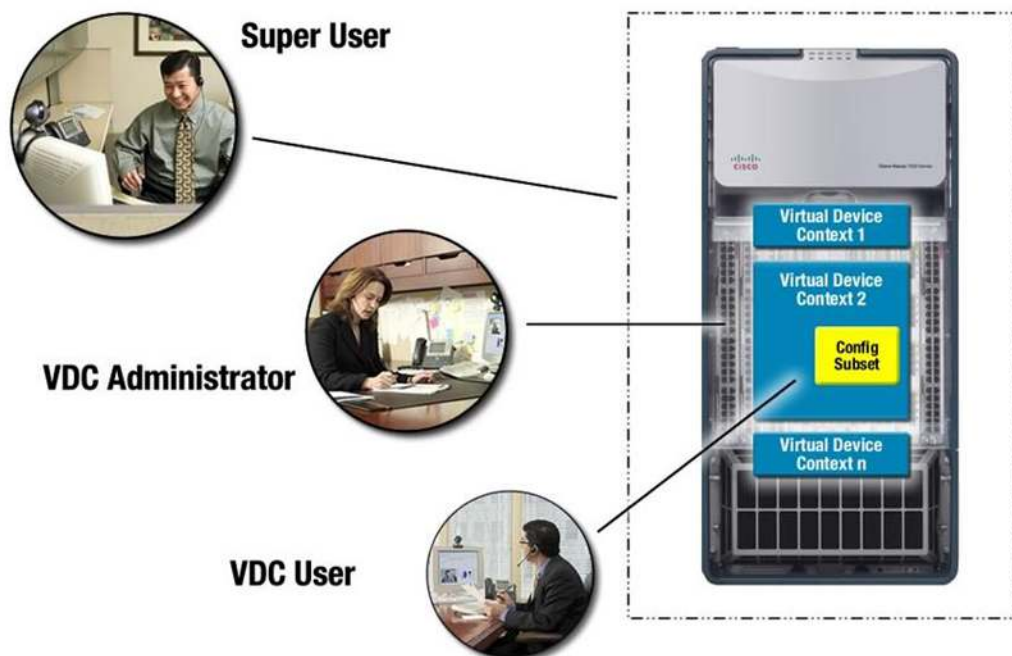 Super User
CISCO
Virtual Device
Context 1
Virtual Device
Context 2
Config
Subset
VDC Administrator
Virtual Device
Context n
VDC User